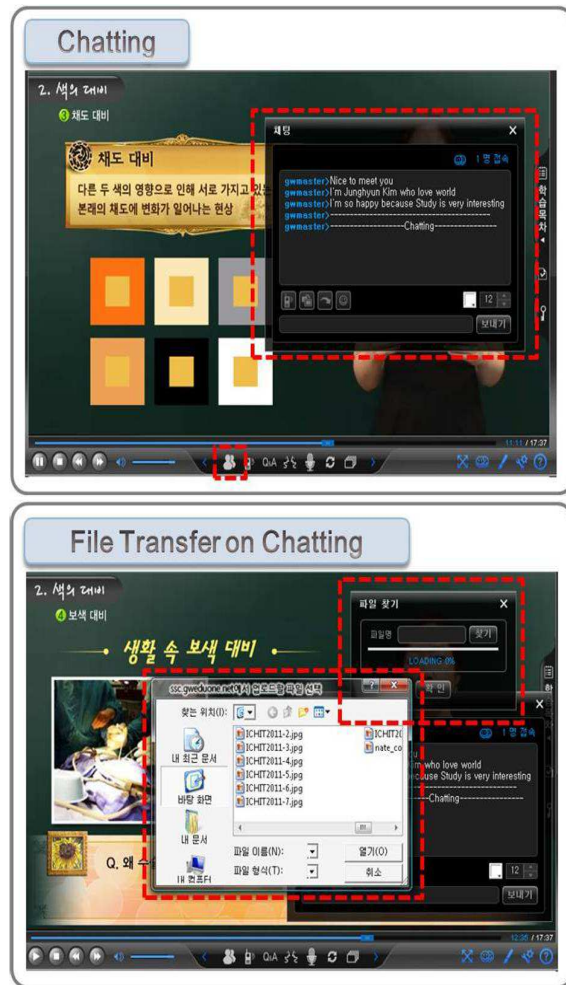 Chatting
2. 색의 대비
3 채도 대비
채도 대비
다른 두 색의 영향으로 인해 서로 가지고 있는
본래의 채도에 변화가 일어나는 현상
채팅 X
1 명 접속
gwmaster>Nice to meet you
gwmaster>I'm Junghyun Kim who love world
gwmaster>I'm so happy because Study is very interesting
gwmaster>------------------------------------------
gwmaster>-------------------Chatting----------------
12
보내기
학습목차
11:11 / 17:37
Q&A
File Transfer on Chatting
2. 색의 대비
4 보색 대비
생활 속 보색 대비
파일 찾기 X
파일명 찾기
LOADING 0%
확인
ssc.gweduone.net에서 업로드할 파일 선택 ? X
찾는 위치(I):
내 최근 문서
바탕 화면
내 문서
내 컴퓨터
ICHIT2011-2.jpg
ICHIT2011-3.jpg
ICHIT2011-4.jpg
ICHIT2011-5.jpg
ICHIT2011-6.jpg
ICHIT2011-7.jpg
ICHIT20
nate_co
파일 이름(N): 열기(O)
파일 형식(T): 취소
Q. 왜 수
1 명 접속
who love world
cause Study is very interesting
-Chatting----------------
12
보내기
12:35 / 17:37
Q&A